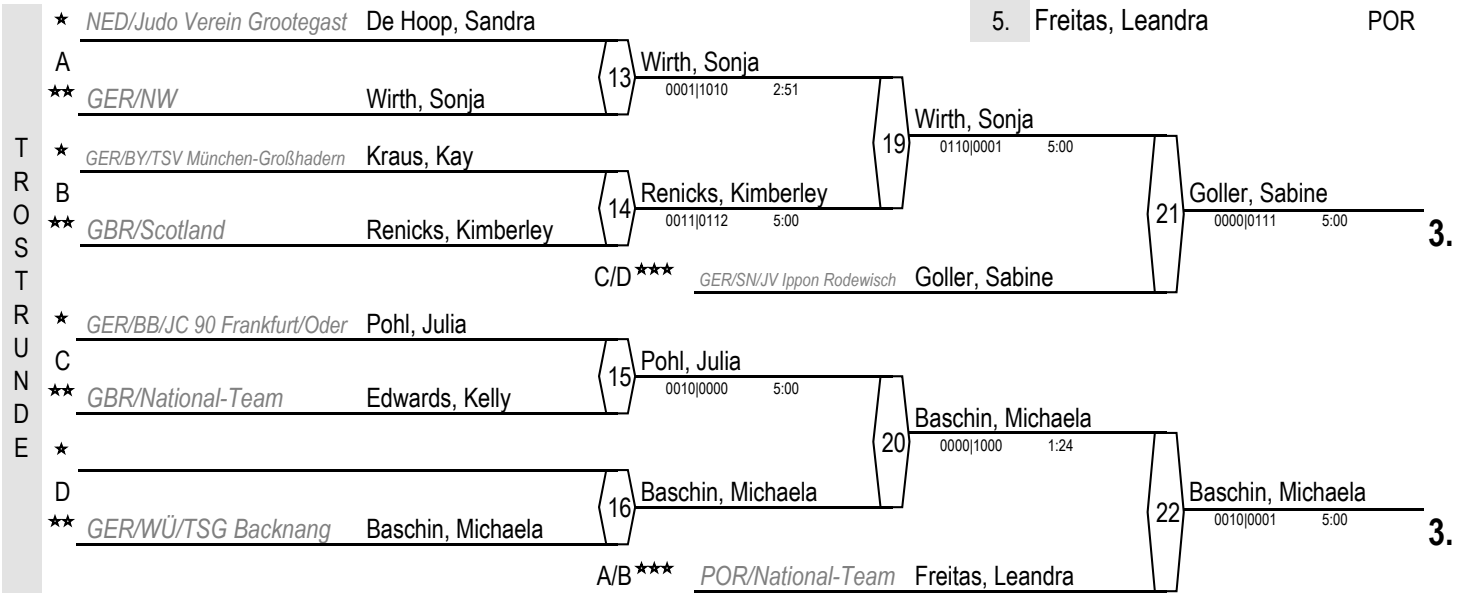 TROSTRUNDE
★ NED/Judo Verein Grootegast De Hoop, Sandra
5. Freitas, Leandra POR
A
★★ GER/NW Wirth, Sonja
13 Wirth, Sonja
0001|1010 2:51
★ GER/BY/TSV München-Großhadern Kraus, Kay
B
★★ GBR/Scotland Renicks, Kimberley
14 Renicks, Kimberley
0011|0112 5:00
19 Wirth, Sonja
0110|0001 5:00
C/D ★★★ GER/SN/JV Ippon Rodewisch Goller, Sabine
21 Goller, Sabine
0000|0111 5:00
3.
★ GER/BB/JC 90 Frankfurt/Oder Pohl, Julia
C
★★ GBR/National-Team Edwards, Kelly
15 Pohl, Julia
0010|0000 5:00
★
D
★★ GER/WÜ/TSG Backnang Baschin, Michaela
16 Baschin, Michaela
20 Baschin, Michaela
0000|1000 1:24
A/B ★★★ POR/National-Team Freitas, Leandra
22 Baschin, Michaela
0010|0001 5:00
3.